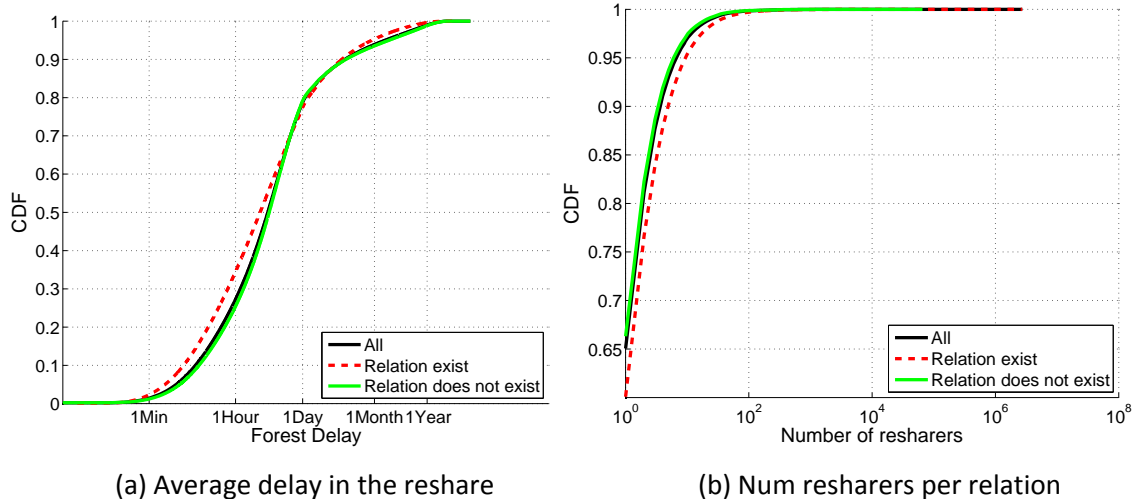 1
0.9
0.8
0.7
0.6
0.5
0.4
0.3
0.2
0.1
0
CDF
1Min 1Hour 1Day 1Month 1Year
Forest Delay
All
Relation exist
Relation does not exist
(a) Average delay in the reshare
1
0.95
0.9
0.85
0.8
0.75
0.7
0.65
CDF
10^0 10^2 10^4 10^6 10^8
Number of resharers
All
Relation exist
Relation does not exist
(b) Num resharers per relation